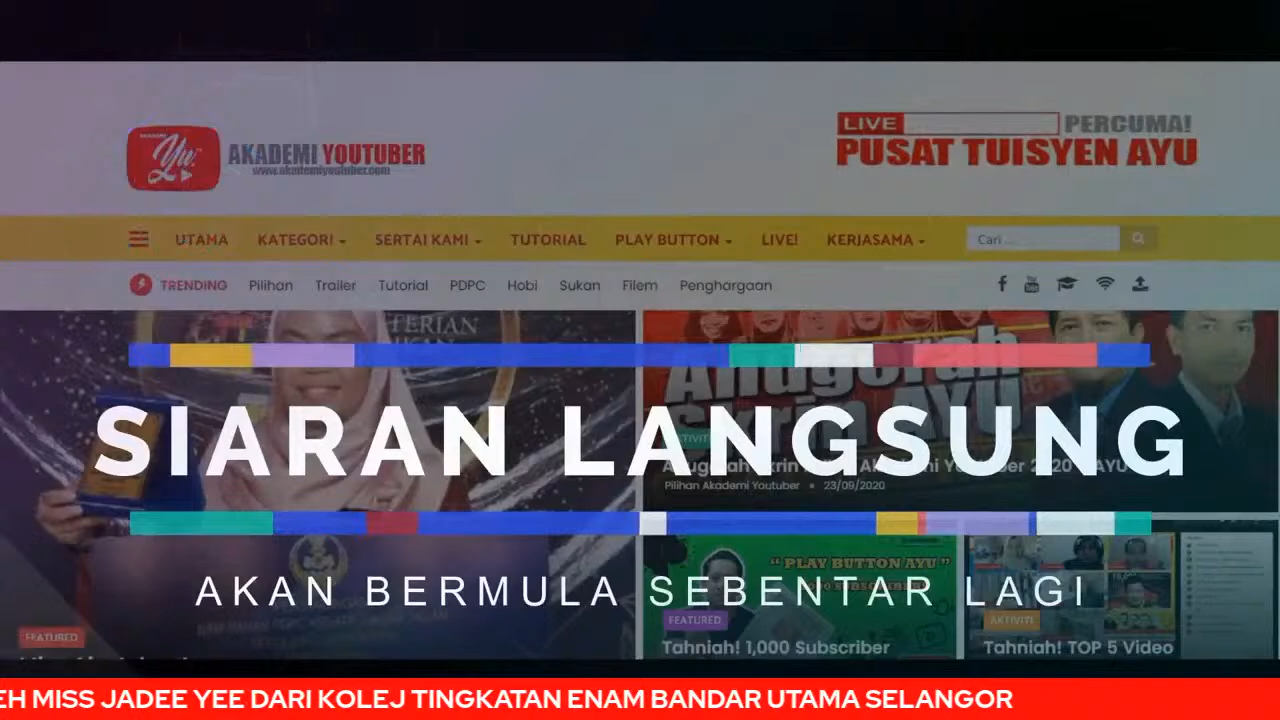 AKADEMI YOUTUBER
www.akademiyoutuber.com
LIVE PERCUMA!
PUSAT TUISYEN AYU
UTAMA KATEGORI SERTAI KAMI TUTORIAL PLAY BUTTON LIVE! KERJASAMA Cari ...
TRENDING Pilihan Trailer Tutorial PDPC Hobi Sukan Filem Penghargaan
SIARAN LANGSUNG
Pilihan Akademi Youtuber 23/09/2020
AKAN BERMULA SEBENTAR LAGI
" PLAY BUTTON AYU "
FEATURED
FEATURED
AKTIVITI
Tahniah! 1,000 Subscriber
Tahniah! TOP 5 Video
EH MISS JADEE YEE DARI KOLEJ TINGKATAN ENAM BANDAR UTAMA SELANGOR